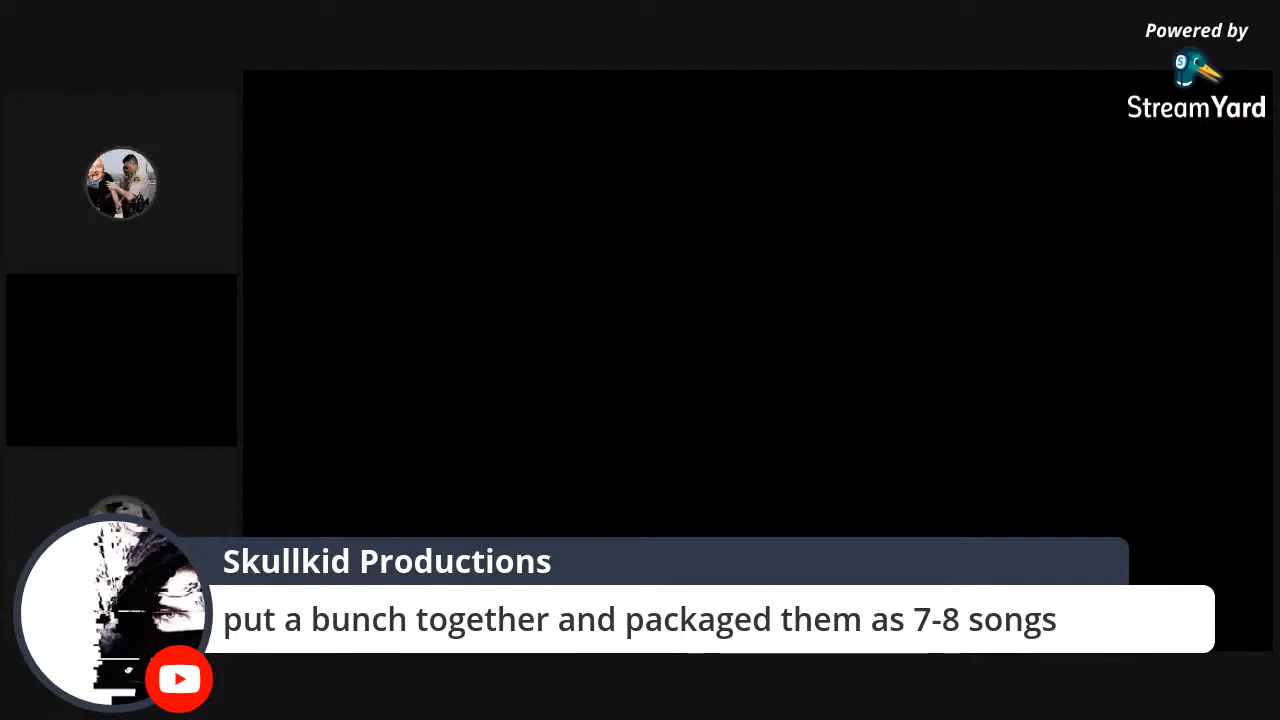 Powered by
StreamYard
Skullkid Productions
put a bunch together and packaged them as 7-8 songs